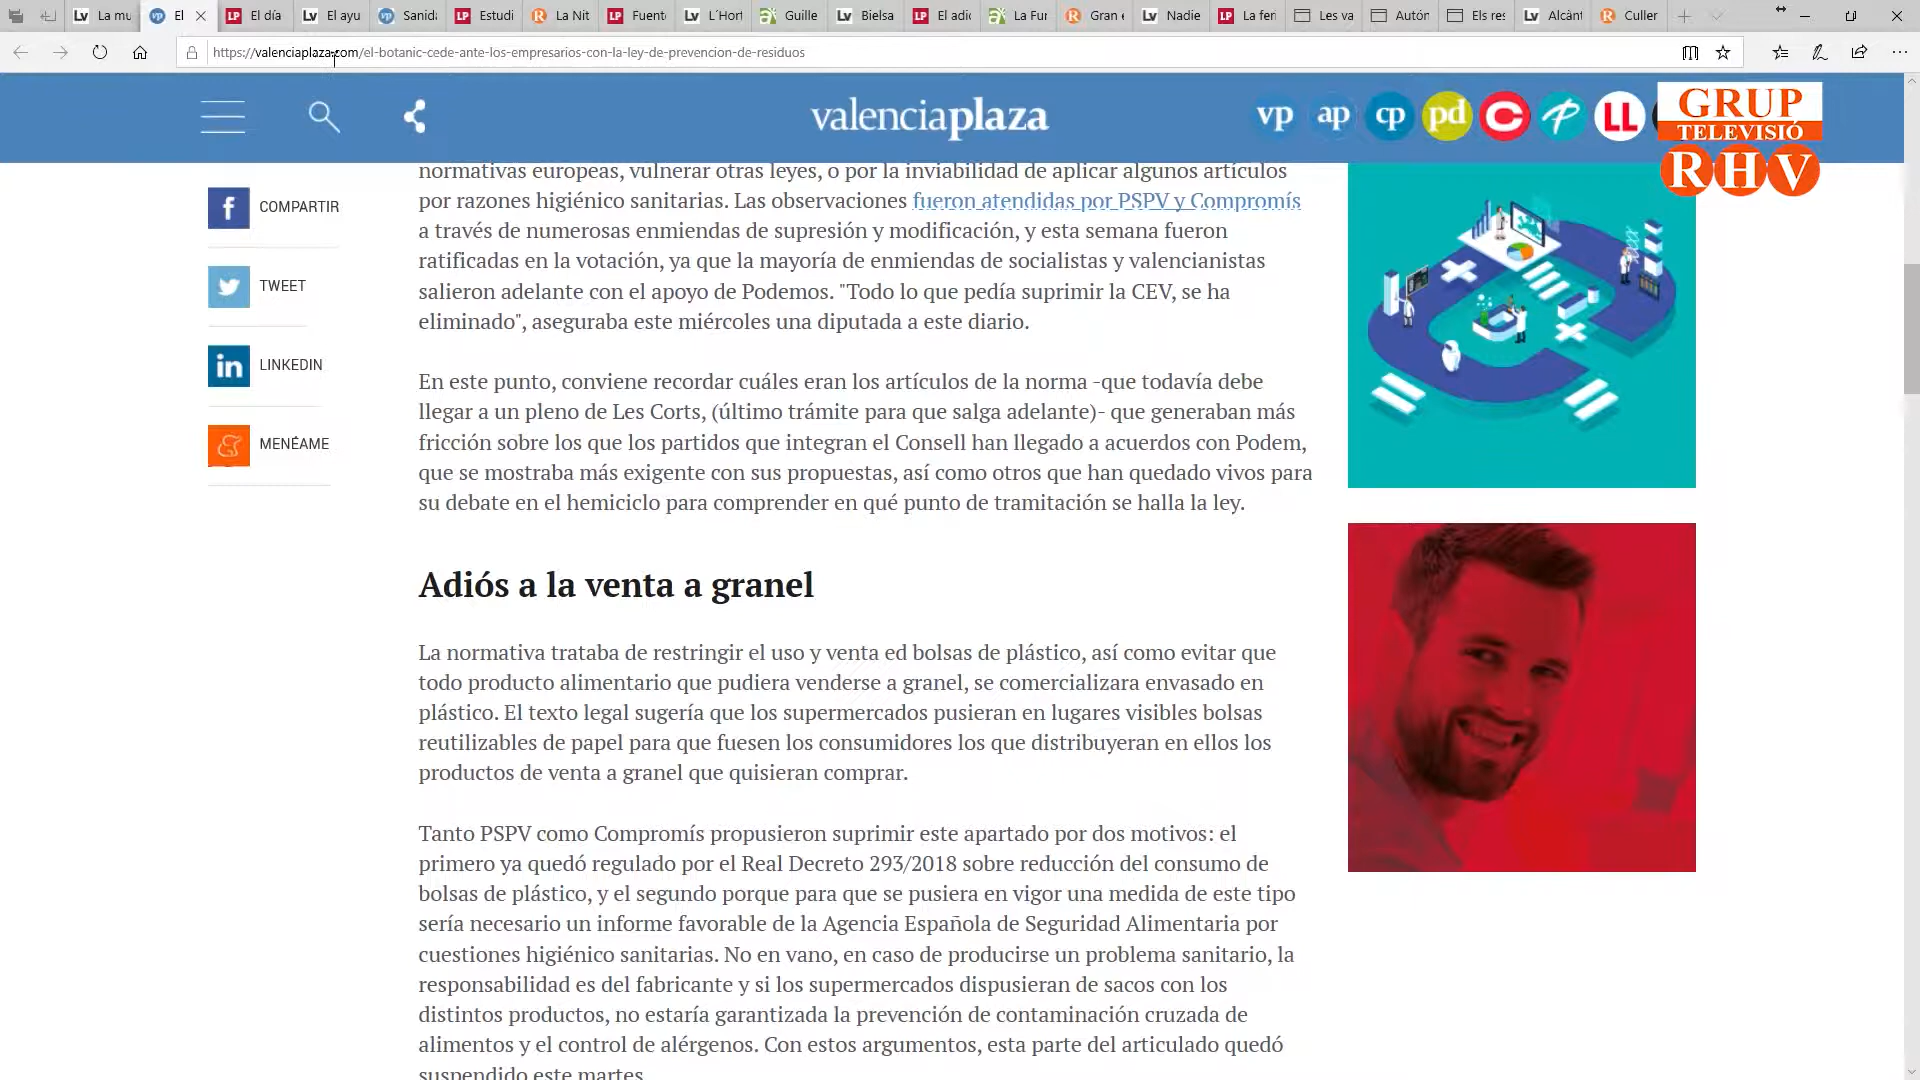 La mu
El
El día
El ayu
Sanida
Estudi
La Nit
Fuent
L´Hort
Guille
Bielsa
El adic
La Fur
Gran e
Nadie
La feri
Les va
Autón
Els res
Alcànt
Culler
https://valenciaplaza.com/el-botanic-cede-ante-los-empresarios-con-la-ley-de-prevencion-de-residuos
valenciaplaza
vp ap cp pd C LL
GRUP
TELEVISIÓ
RHV
COMPARTIR
TWEET
LINKEDIN
MENÉAME
normativas europeas, vulnerar otras leyes, o por la inviabilidad de aplicar algunos artículos
por razones higiénico sanitarias. Las observaciones fueron atendidas por PSPV y Compromís
a través de numerosas enmiendas de supresión y modificación, y esta semana fueron
ratificadas en la votación, ya que la mayoría de enmiendas de socialistas y valencianistas
salieron adelante con el apoyo de Podemos. "Todo lo que pedía suprimir la CEV, se ha
eliminado", aseguraba este miércoles una diputada a este diario.
En este punto, conviene recordar cuáles eran los artículos de la norma -que todavía debe
llegar a un pleno de Les Corts, (último trámite para que salga adelante)- que generaban más
fricción sobre los que los partidos que integran el Consell han llegado a acuerdos con Podem,
que se mostraba más exigente con sus propuestas, así como otros que han quedado vivos para
su debate en el hemiciclo para comprender en qué punto de tramitación se halla la ley.
Adiós a la venta a granel
La normativa trataba de restringir el uso y venta ed bolsas de plástico, así como evitar que
todo producto alimentario que pudiera venderse a granel, se comercializara envasado en
plástico. El texto legal sugería que los supermercados pusieran en lugares visibles bolsas
reutilizables de papel para que fuesen los consumidores los que distribuyeran en ellos los
productos de venta a granel que quisieran comprar.
Tanto PSPV como Compromís propusieron suprimir este apartado por dos motivos: el
primero ya quedó regulado por el Real Decreto 293/2018 sobre reducción del consumo de
bolsas de plástico, y el segundo porque para que se pusiera en vigor una medida de este tipo
sería necesario un informe favorable de la Agencia Española de Seguridad Alimentaria por
cuestiones higiénico sanitarias. No en vano, en caso de producirse un problema sanitario, la
responsabilidad es del fabricante y si los supermercados dispusieran de sacos con los
distintos productos, no estaría garantizada la prevención de contaminación cruzada de
alimentos y el control de alérgenos. Con estos argumentos, esta parte del articulado quedó
suspendido este martes.